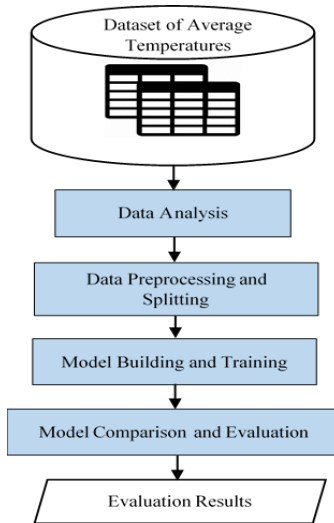 Dataset of Average
Temperatures
Data Analysis
Data Preprocessing and
Splitting
Model Building and Training
Model Comparison and Evaluation
Evaluation Results